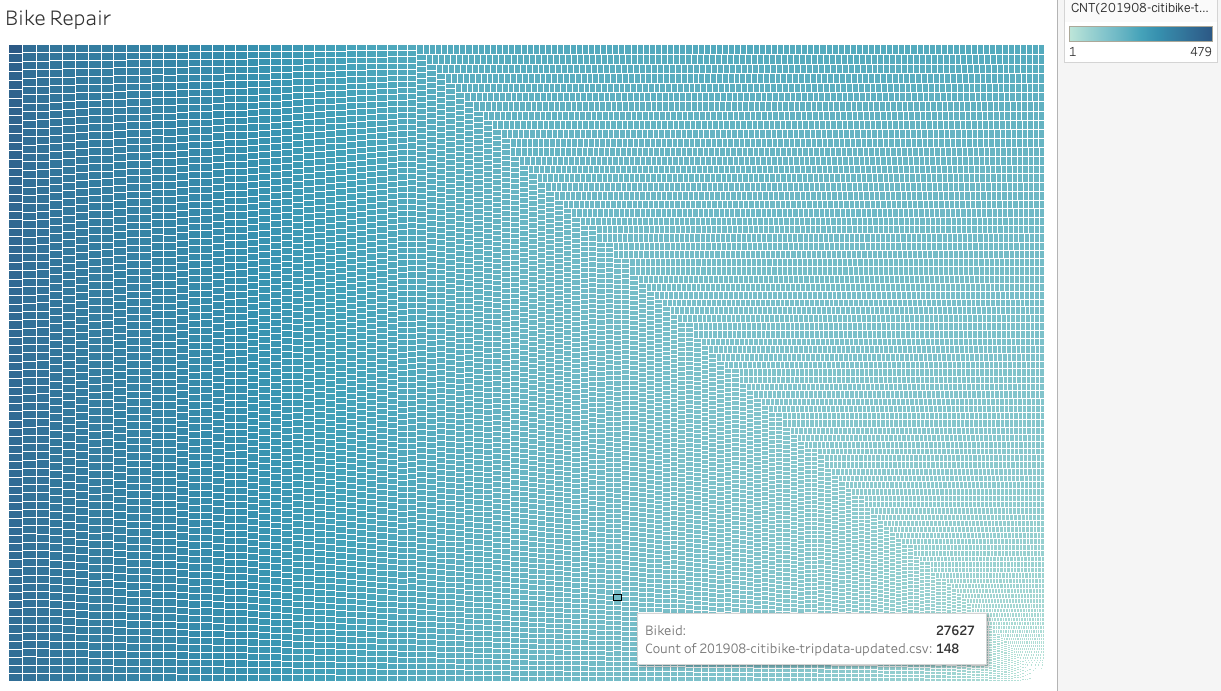 Bike Repair
CNT(201908-citibike-t...
1 479
Bikeid: 27627
Count of 201908-citibike-tripdata-updated.csv: 148